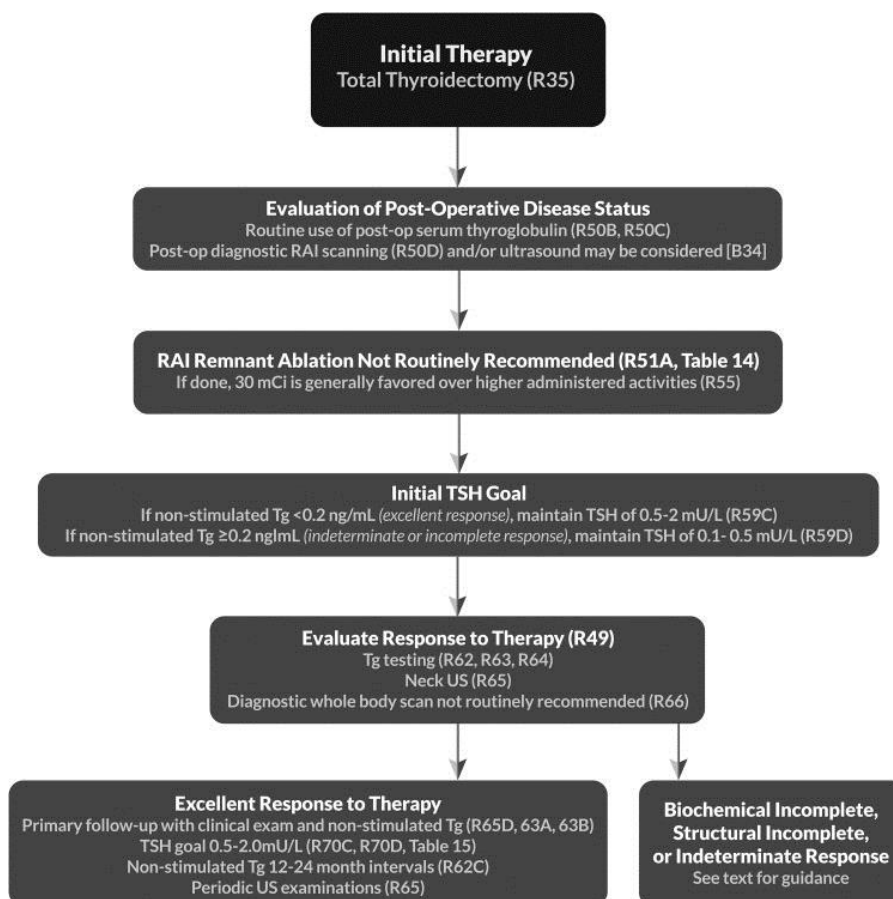 Initial Therapy
Total Thyroidectomy (R35)
Evaluation of Post-Operative Disease Status
Routine use of post-op serum thyroglobulin (R50B, R50C)
Post-op diagnostic RAI scanning (R50D) and/or ultrasound may be considered [B34]
RAI Remnant Ablation Not Routinely Recommended (R51A, Table 14)
If done, 30 mCi is generally favored over higher administered activities (R55)
Initial TSH Goal
If non-stimulated Tg <0.2 ng/mL (excellent response), maintain TSH of 0.5-2 mU/L (R59C)
If non-stimulated Tg ≥0.2 nglmL (indeterminate or incomplete response), maintain TSH of 0.1- 0.5 mU/L (R59D)
Evaluate Response to Therapy (R49)
Tg testing (R62, R63, R64)
Neck US (R65)
Diagnostic whole body scan not routinely recommended (R66)
Excellent Response to Therapy
Primary follow-up with clinical exam and non-stimulated Tg (R65D, 63A, 63B)
TSH goal 0.5-2.0mU/L (R70C, R70D, Table 15)
Non-stimulated Tg 12-24 month intervals (R62C)
Periodic US examinations (R65)
Biochemical Incomplete,
Structural Incomplete,
or Indeterminate Response
See text for guidance